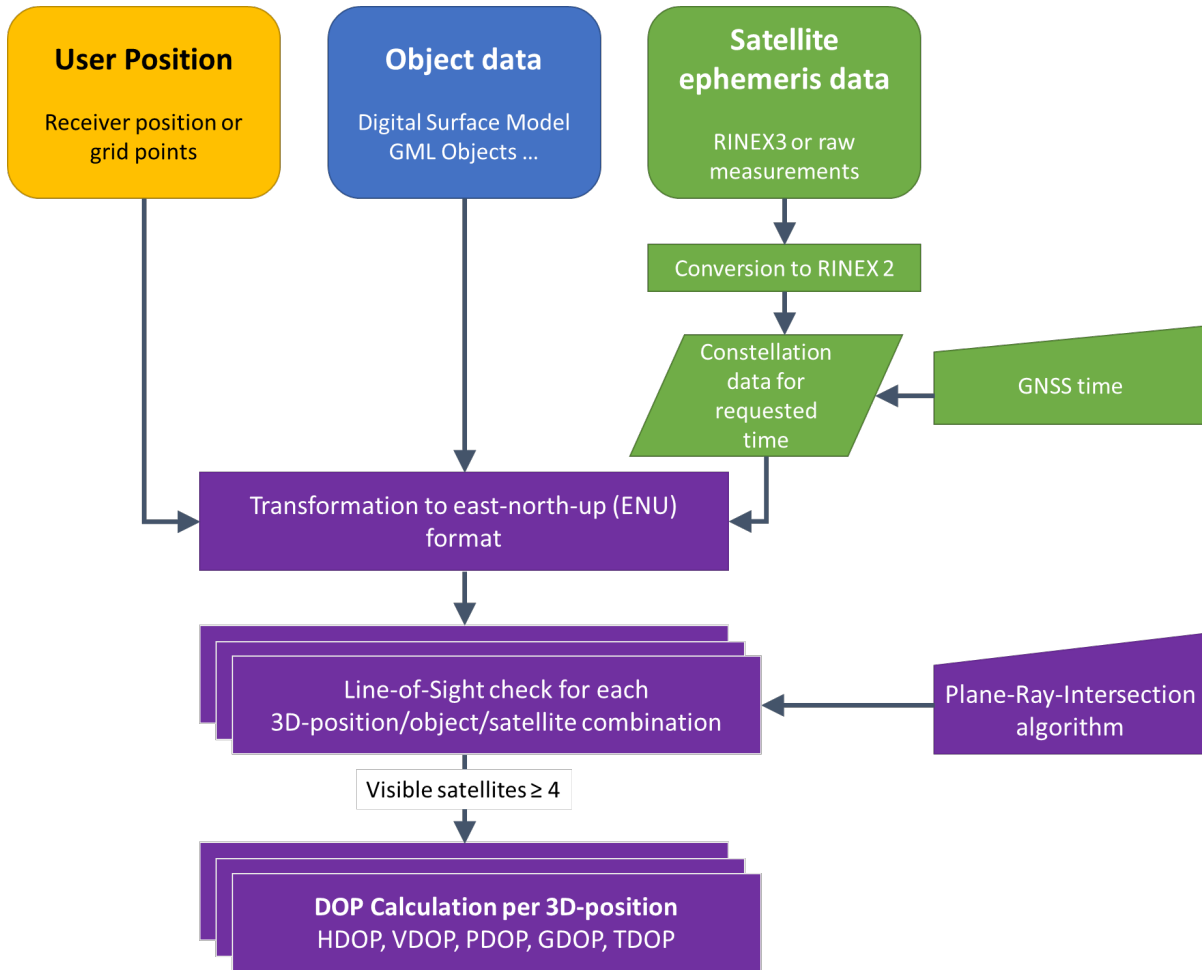 User Position
Receiver position or
grid points
Object data
Digital Surface Model
GML Objects ...
Satellite
ephemeris data
RINEX3 or raw
measurements
Conversion to RINEX 2
Constellation
data for
requested
time
GNSS time
Transformation to east-north-up (ENU)
format
Line-of-Sight check for each
3D-position/object/satellite combination
Plane-Ray-Intersection
algorithm
Visible satellites ≥ 4
DOP Calculation per 3D-position
HDOP, VDOP, PDOP, GDOP, TDOP